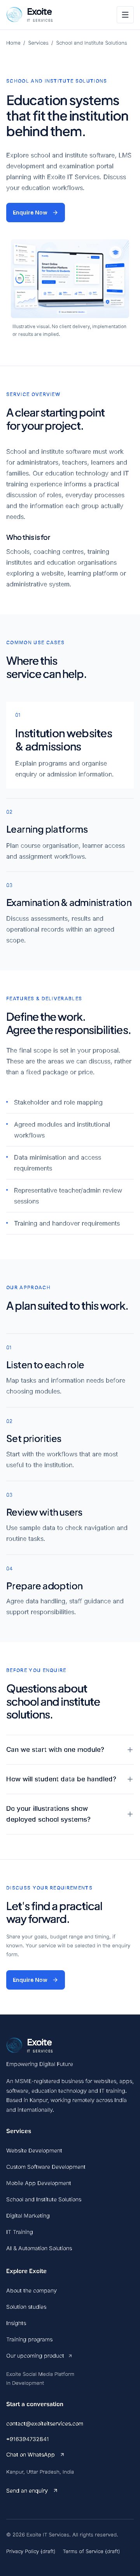 Exoite
IT SERVICES
Home / Services / School and Institute Solutions
SCHOOL AND INSTITUTE SOLUTIONS
Education systems
that fit the institution
behind them.
Explore school and institute software, LMS
development and examination portal
planning with Exoite IT Services. Discuss
your education workflows.
Enquire Now →
Illustrative visual. No client delivery, implementation
or results are implied.
SERVICE OVERVIEW
A clear starting point
for your project.
School and institute software must work
for administrators, teachers, learners and
families. Our education technology and IT
training experience informs a practical
discussion of roles, everyday processes
and the information each group actually
needs.
Who this is for
Schools, coaching centres, training
institutes and education organisations
exploring a website, learning platform or
administrative system.
COMMON USE CASES
Where this
service can help.
01
Institution websites
& admissions
Explain programs and organise
enquiry or admission information.
02
Learning platforms
Plan course organisation, learner access
and assignment workflows.
03
Examination & administration
Discuss assessments, results and
operational records within an agreed
scope.
FEATURES & DELIVERABLES
Define the work.
Agree the responsibilities.
The final scope is set in your proposal.
These are the areas we can discuss, rather
than a fixed package or price.
Stakeholder and role mapping
Agreed modules and institutional
workflows
Data minimisation and access
requirements
Representative teacher/admin review
sessions
Training and handover requirements
OUR APPROACH
A plan suited to this work.
01
Listen to each role
Map tasks and information needs before
choosing modules.
02
Set priorities
Start with the workflows that are most
useful to the institution.
03
Review with users
Use sample data to check navigation and
routine tasks.
04
Prepare adoption
Agree data handling, staff guidance and
support responsibilities.
BEFORE YOU ENQUIRE
Questions about
school and institute
solutions.
Can we start with one module? +
How will student data be handled? +
Do your illustrations show
deployed school systems? +
DISCUSS YOUR REQUIREMENTS
Let's find a practical
way forward.
Share your goals, budget range and timing, if
known. Your service will be selected in the enquiry
form.
Enquire Now →
Exoite
IT SERVICES
Empowering Digital Future
An MSME-registered business for websites, apps,
software, education technology and IT training.
Based in Kanpur, working remotely across India
and internationally.
Services
Website Development
Custom Software Development
Mobile App Development
School and Institute Solutions
Digital Marketing
IT Training
AI & Automation Solutions
Explore Exoite
About the company
Solution studies
Insights
Training programs
Our upcoming product ↗
Exoite Social Media Platform
In Development
Start a conversation
contact@exoiteitservices.com
+916394752641
Chat on WhatsApp ↗
Kanpur, Uttar Pradesh, India
Send an enquiry ↗
© 2026 Exoite IT Services. All rights reserved.
Privacy Policy (draft) Terms of Service (draft)